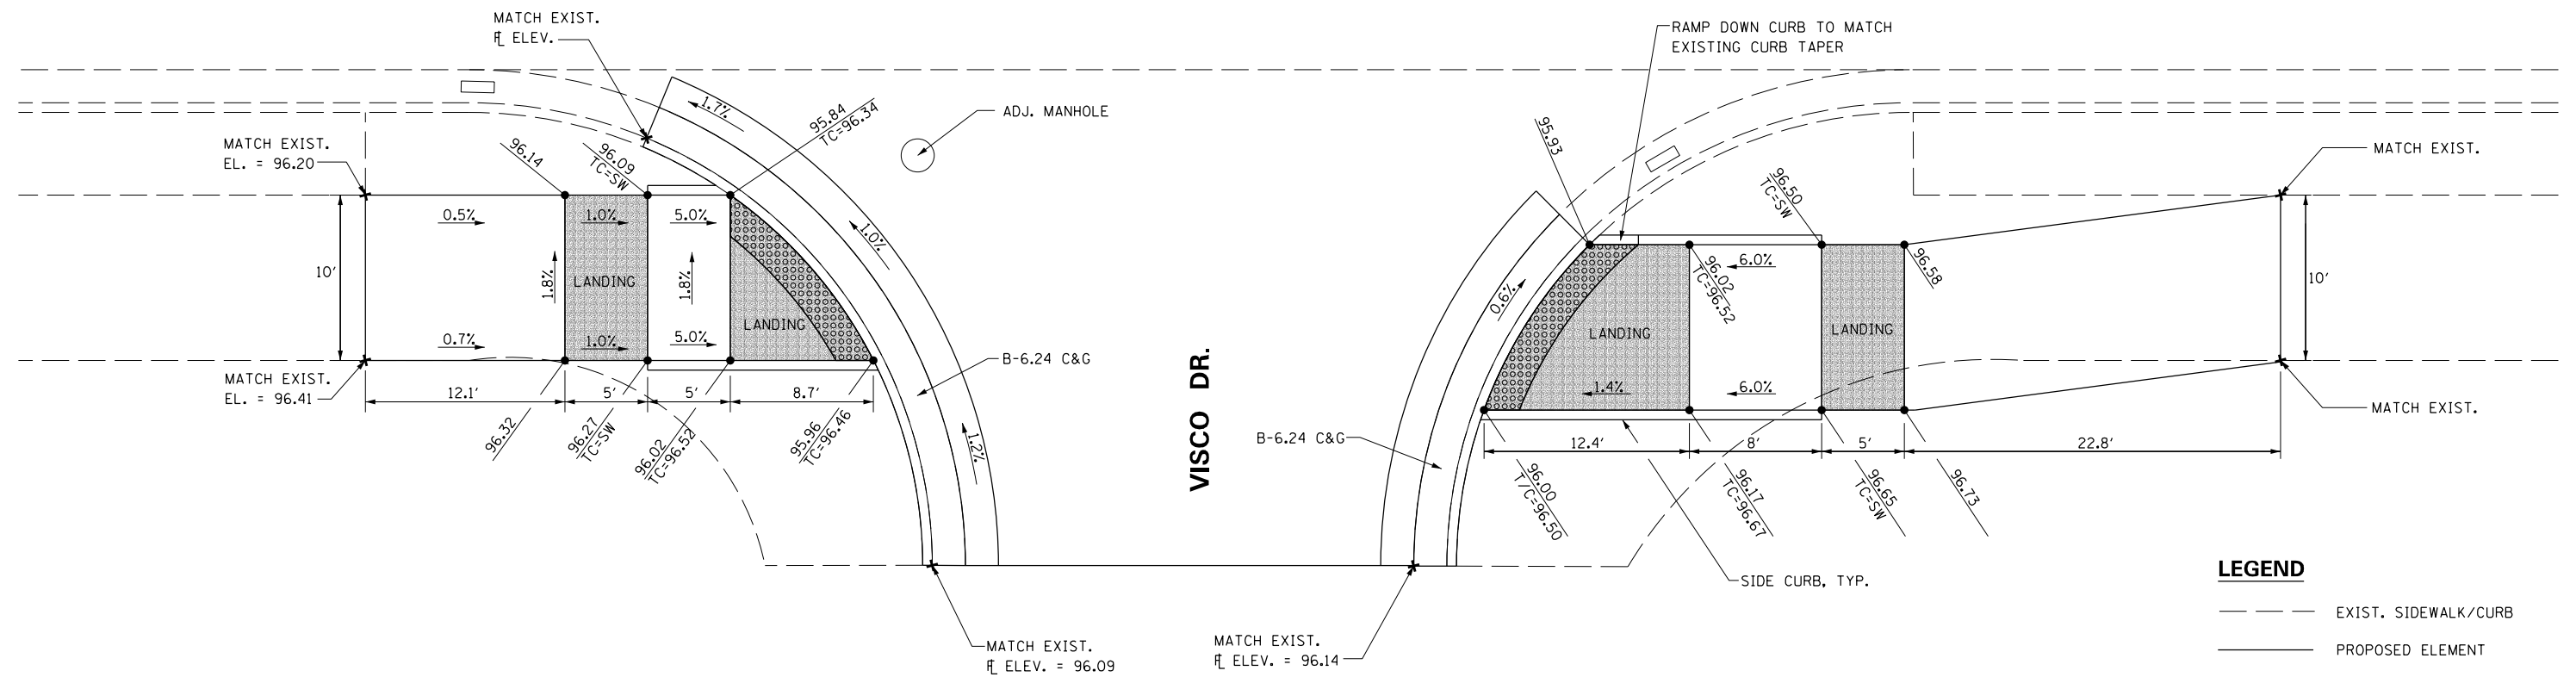 MATCH EXIST.
℄ ELEV.
RAMP DOWN CURB TO MATCH
EXISTING CURB TAPER
1.7%
95.84
TC=96.34
ADJ. MANHOLE
MATCH EXIST.
EL. = 96.20
96.14
96.09
TC=SW
95.93
96.50
TC=SW
MATCH EXIST.
0.5%
1.0%
5.0%
1.0%
10'
1.8%
LANDING
1.8%
LANDING
0.7%
1.0%
5.0%
6.0%
96.02
TC=96.52
96.58
0.6%
10'
LANDING
LANDING
1.4%
6.0%
MATCH EXIST.
EL. = 96.41
12.1'
5'
5'
8.7'
B-6.24 C&G
VISCO DR.
1.2%
B-6.24 C&G
MATCH EXIST.
96.32
96.27
TC=SW
96.02
TC=96.52
95.96
TC=96.46
12.4'
8'
5'
22.8'
96.00
T/C=96.50
96.17
TC=96.67
96.65
TC=SW
96.73
SIDE CURB, TYP.
MATCH EXIST.
℄ ELEV. = 96.09
MATCH EXIST.
℄ ELEV. = 96.14
LEGEND
EXIST. SIDEWALK/CURB
PROPOSED ELEMENT